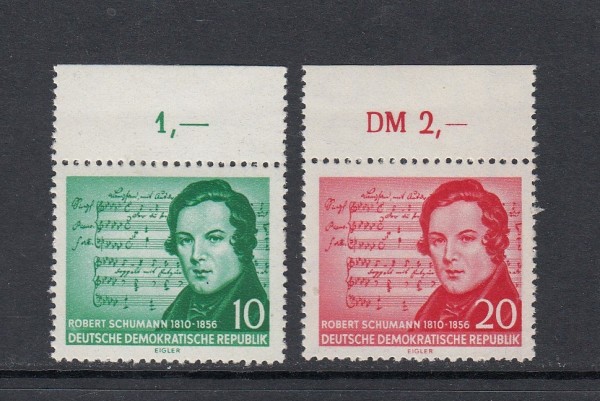 1,—
10
ROBERT SCHUMANN 1810·1856
DEUTSCHE DEMOKRATISCHE REPUBLIK
EIGLER
DM 2,—
20
ROBERT SCHUMANN 1810·1856
DEUTSCHE DEMOKRATISCHE REPUBLIK
EIGLER